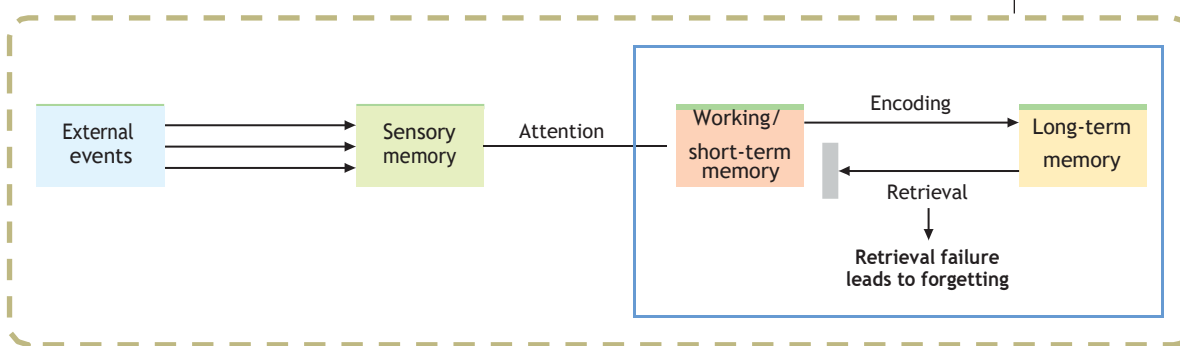 External
events
Sensory
memory
Attention
Working/
short-term
memory
Encoding
Long-term
memory
Retrieval
Retrieval failure
leads to forgetting